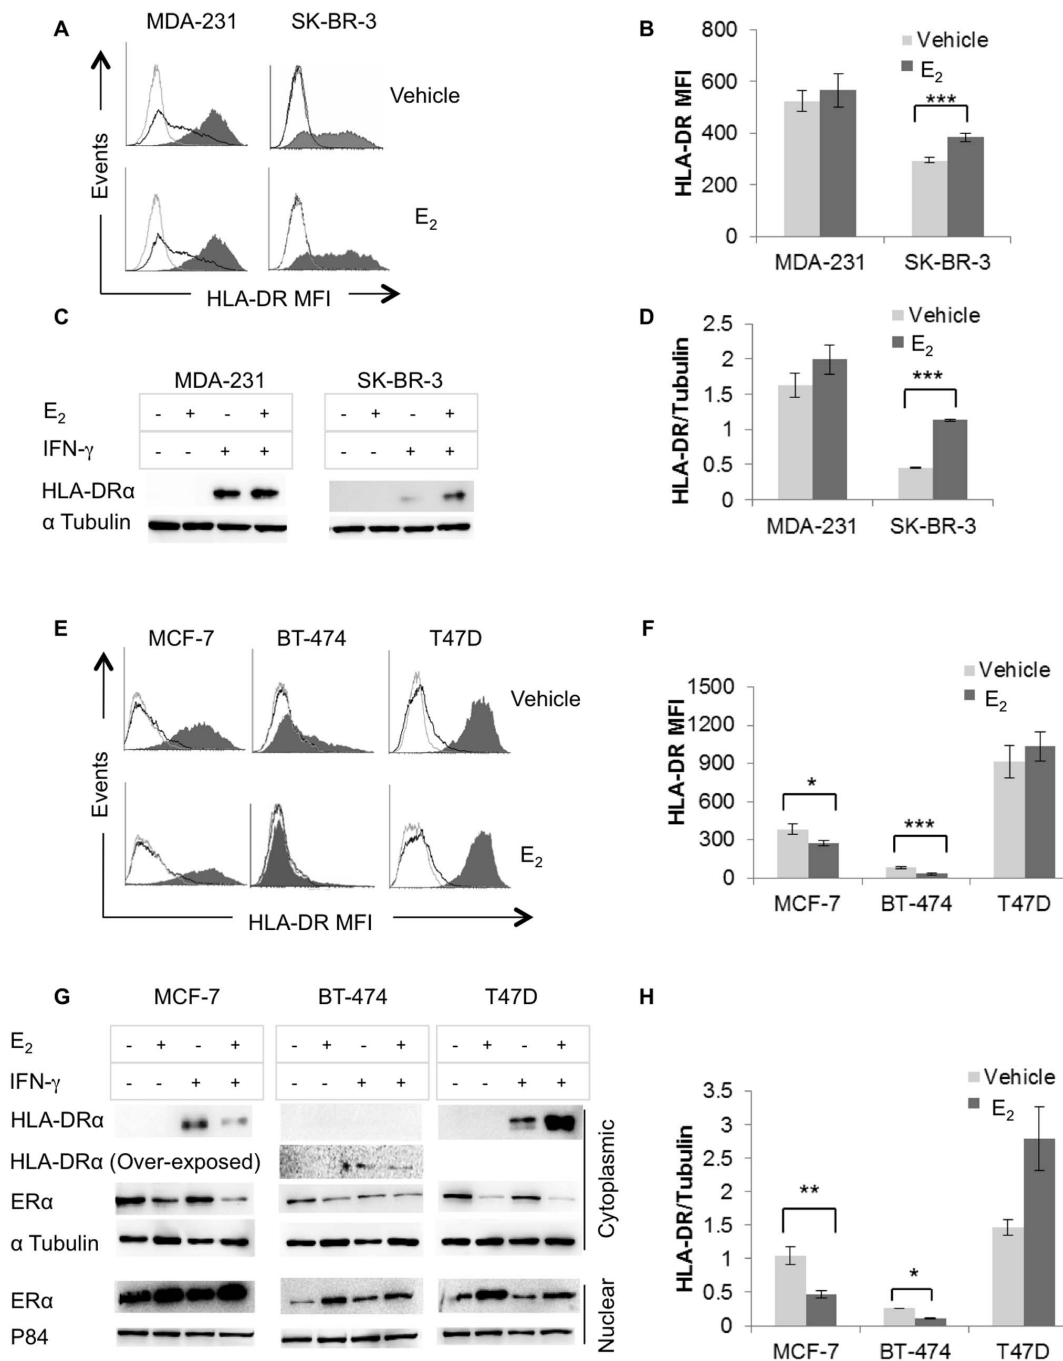 A
MDA-231 SK-BR-3
Vehicle
E2
Events
HLA-DR MFI
B
HLA-DR MFI
800
600
400
200
0
Vehicle
E2
***
MDA-231 SK-BR-3
C
MDA-231 SK-BR-3
E2 - + - + - + - +
IFN-γ - - + + - - + +
HLA-DRα
α Tubulin
D
HLA-DR/Tubulin
2.5
2
1.5
1
0.5
0
Vehicle
E2
***
MDA-231 SK-BR-3
E
MCF-7 BT-474 T47D
Vehicle
E2
Events
HLA-DR MFI
F
HLA-DR MFI
1500
1200
900
600
300
0
Vehicle
E2
*
***
MCF-7 BT-474 T47D
G
MCF-7 BT-474 T47D
E2 - + - + - + - + - + - +
IFN-γ - - + + - - + + - - + +
HLA-DRα
HLA-DRα (Over-exposed)
ERα
α Tubulin
Cytoplasmic
ERα
P84
Nuclear
H
HLA-DR/Tubulin
3.5
3
2.5
2
1.5
1
0.5
0
Vehicle
E2
**
*
MCF-7 BT-474 T47D